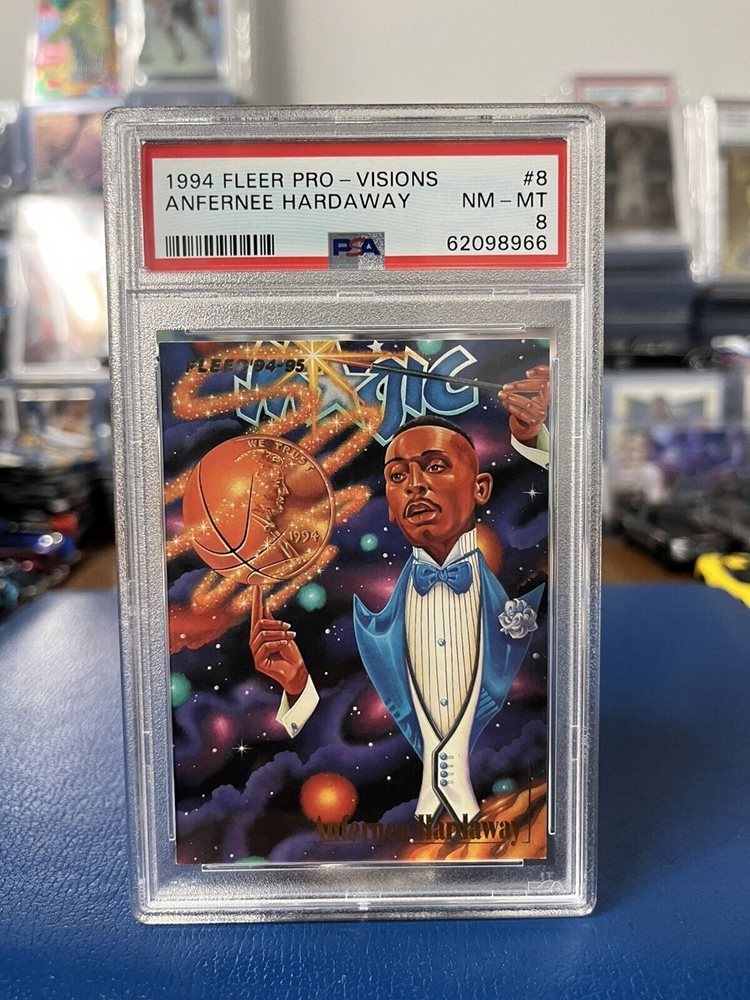 1994 FLEER PRO-VISIONS #8
ANFERNEE HARDAWAY NM-MT
8
PSA 62098966
FLEER '94-'95
MAGIC
WE TRUST
1994
Anfernee Hardaway
PSA